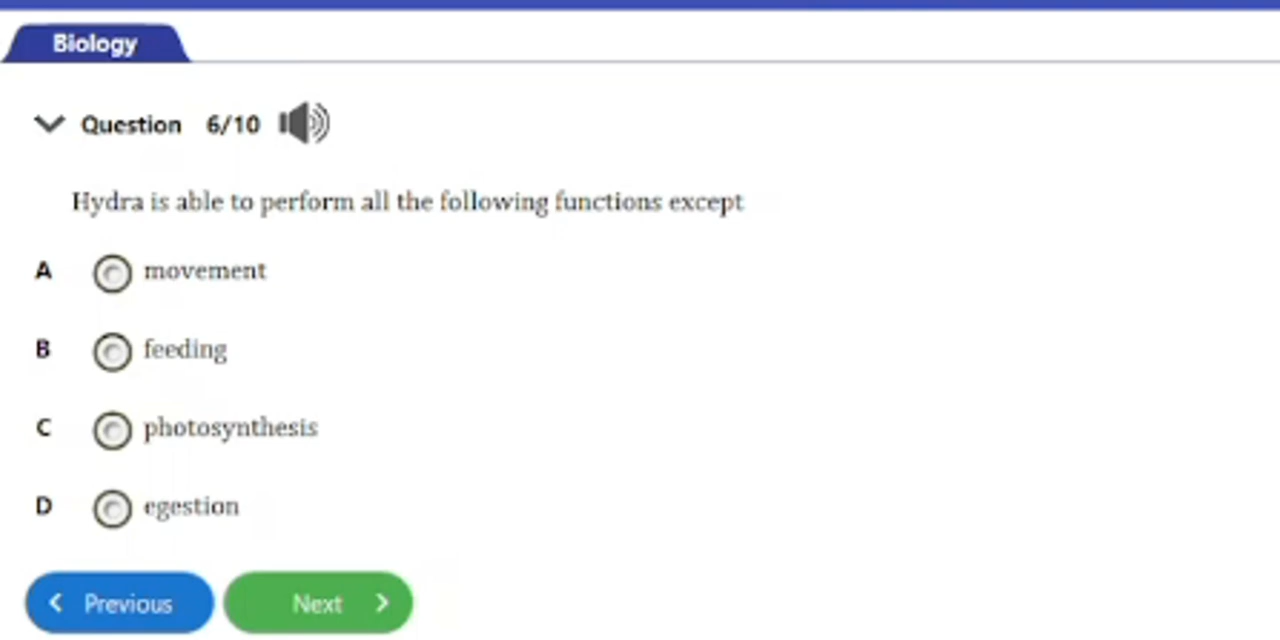 Biology
Question 6/10
Hydra is able to perform all the following functions except
A movement
B feeding
C photosynthesis
D egestion
Previous Next